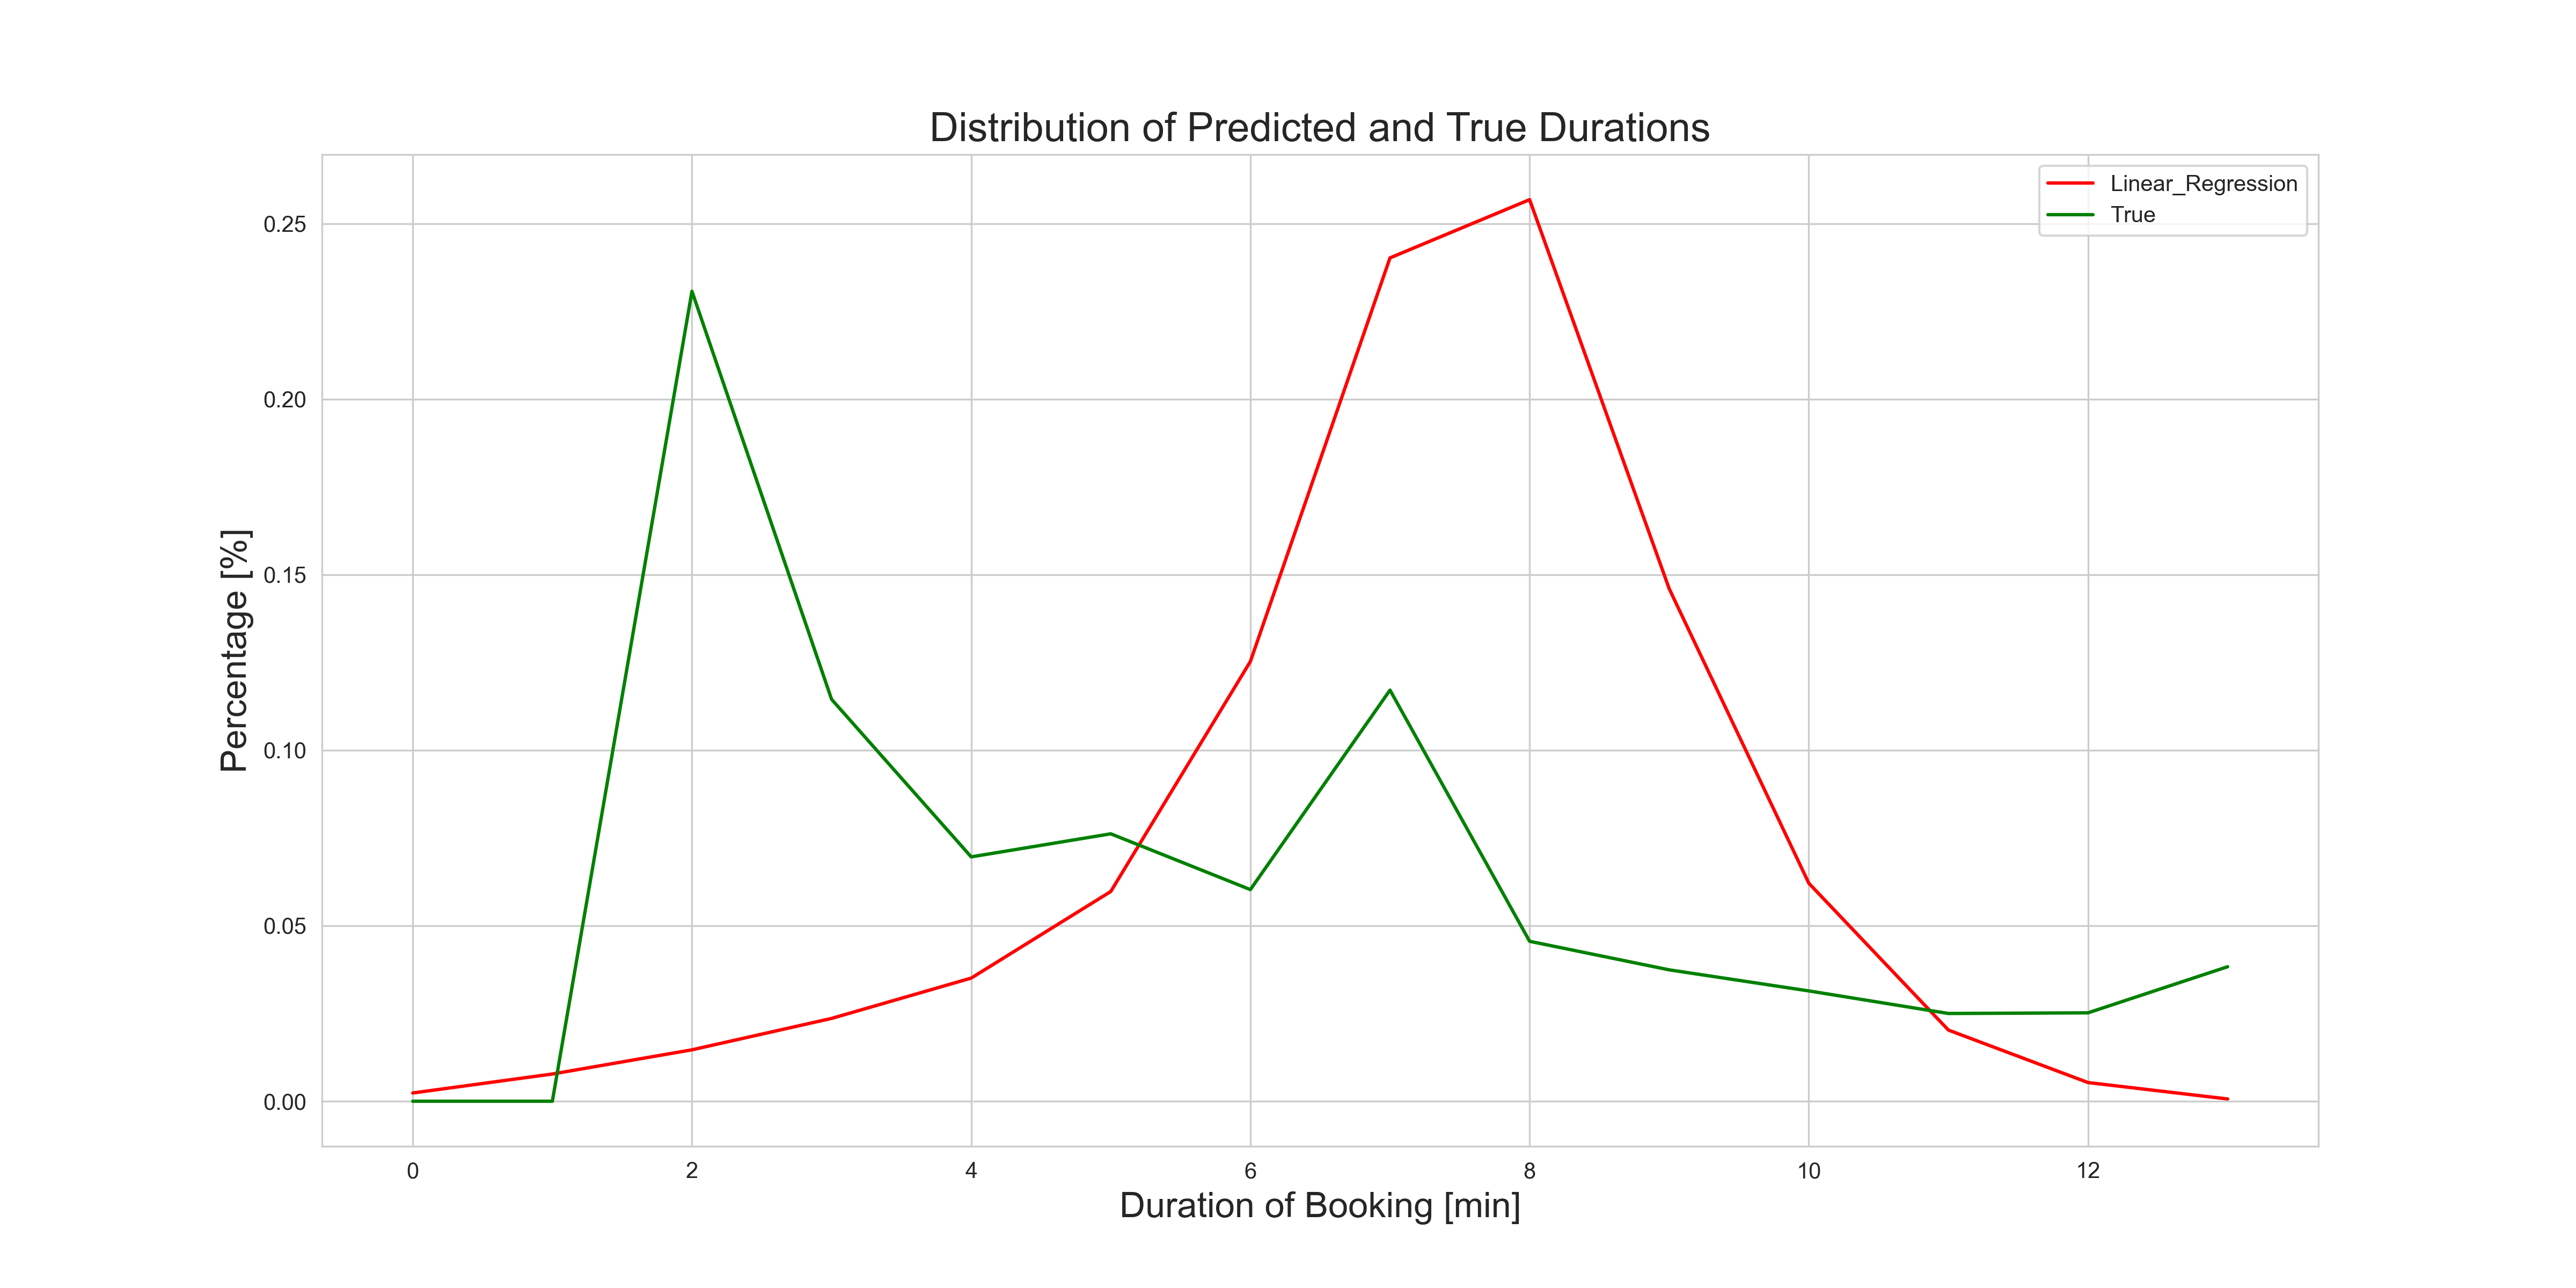 Distribution of Predicted and True Durations
Linear_Regression
True
0.25
0.20
0.15
0.10
0.05
0.00
Percentage [%]
0 2 4 6 8 10 12
Duration of Booking [min]